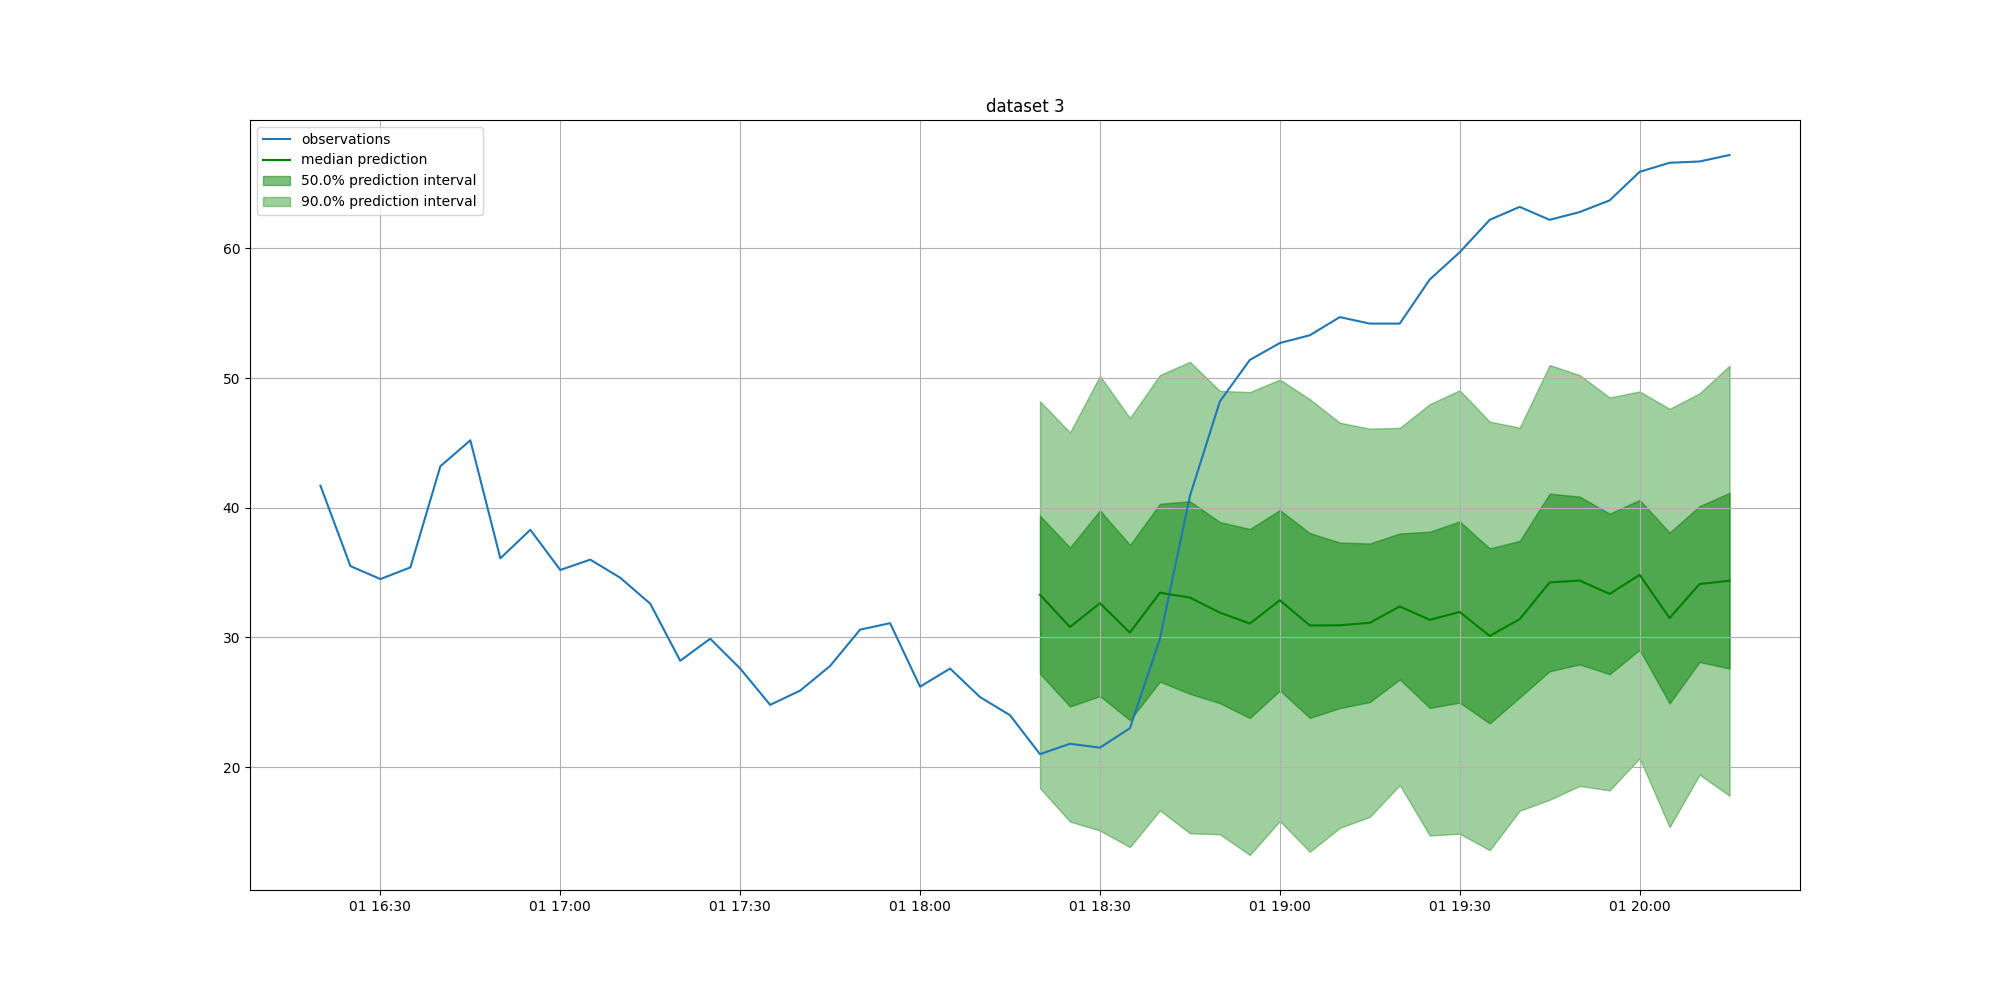 dataset 3
observations
median prediction
50.0% prediction interval
90.0% prediction interval
60
50
40
30
20
01 16:30
01 17:00
01 17:30
01 18:00
01 18:30
01 19:00
01 19:30
01 20:00